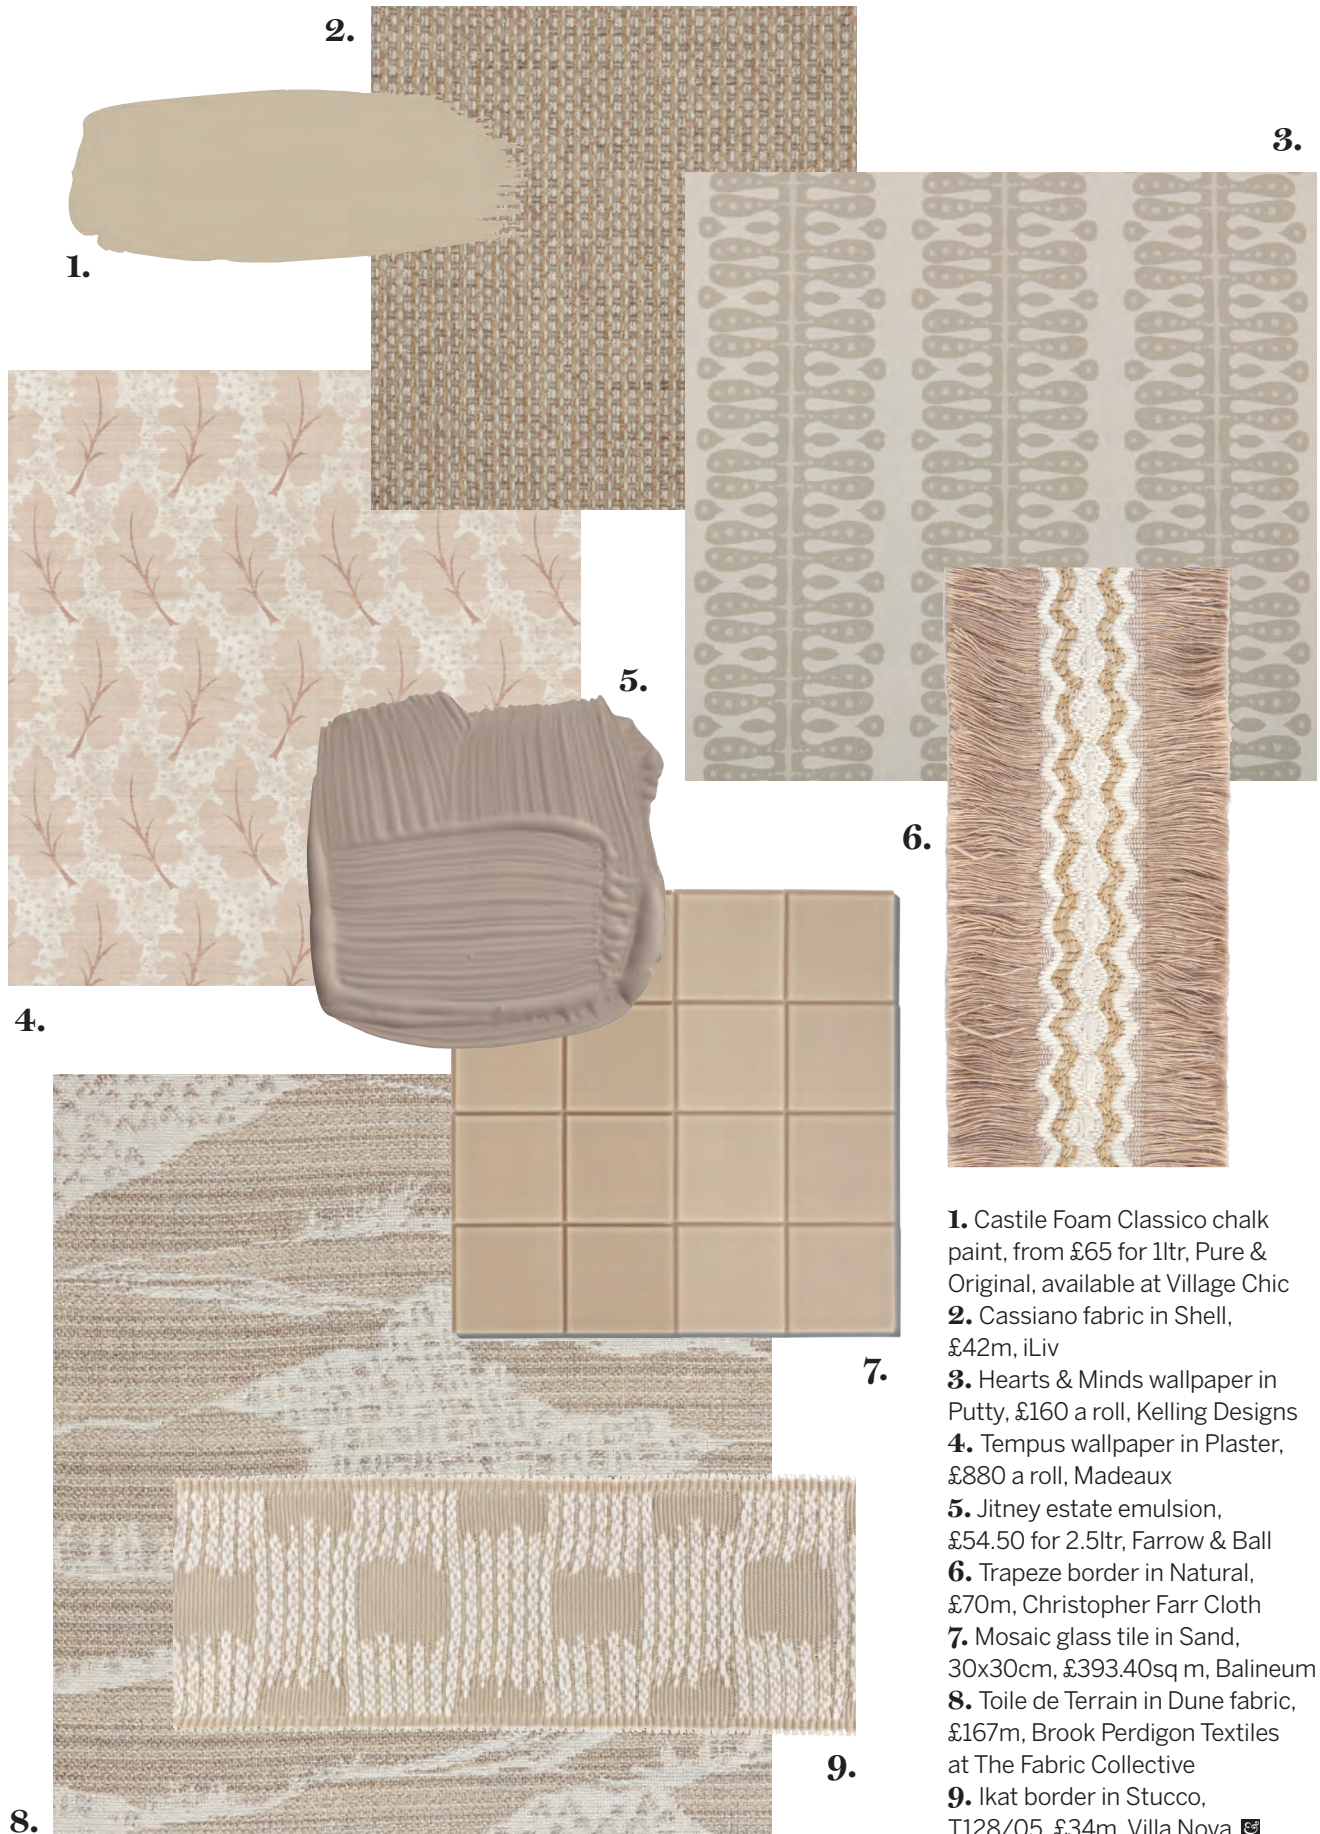 2.
3.
1.
5.
6.
4.
7.
9.
8.
1. Castile Foam Classico chalk
paint, from £65 for 1ltr, Pure &
Original, available at Village Chic
2. Cassiano fabric in Shell,
£42m, iLiv
3. Hearts & Minds wallpaper in
Putty, £160 a roll, Kelling Designs
4. Tempus wallpaper in Plaster,
£880 a roll, Madeaux
5. Jitney estate emulsion,
£54.50 for 2.5ltr, Farrow & Ball
6. Trapeze border in Natural,
£70m, Christopher Farr Cloth
7. Mosaic glass tile in Sand,
30x30cm, £393.40sq m, Balineum
8. Toile de Terrain in Dune fabric,
£167m, Brook Perdigon Textiles
at The Fabric Collective
9. Ikat border in Stucco,
T128/05, £34m, Villa Nova